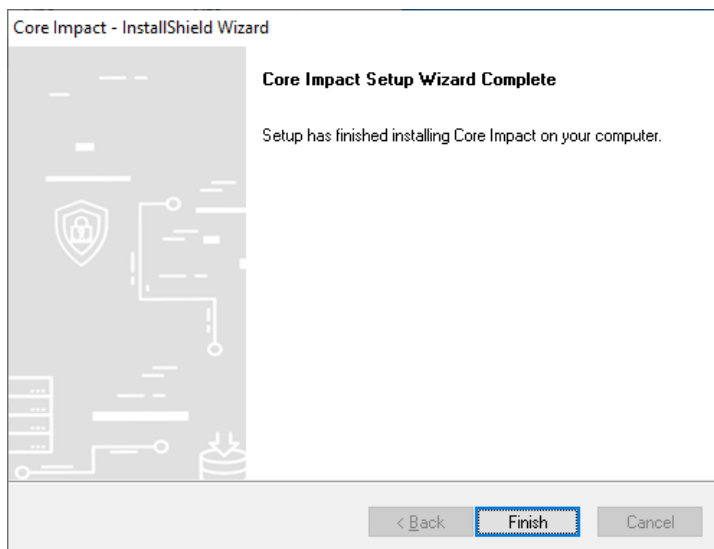 Core Impact - InstallShield Wizard
Core Impact Setup Wizard Complete
Setup has finished installing Core Impact on your computer.
< Back
Finish
Cancel